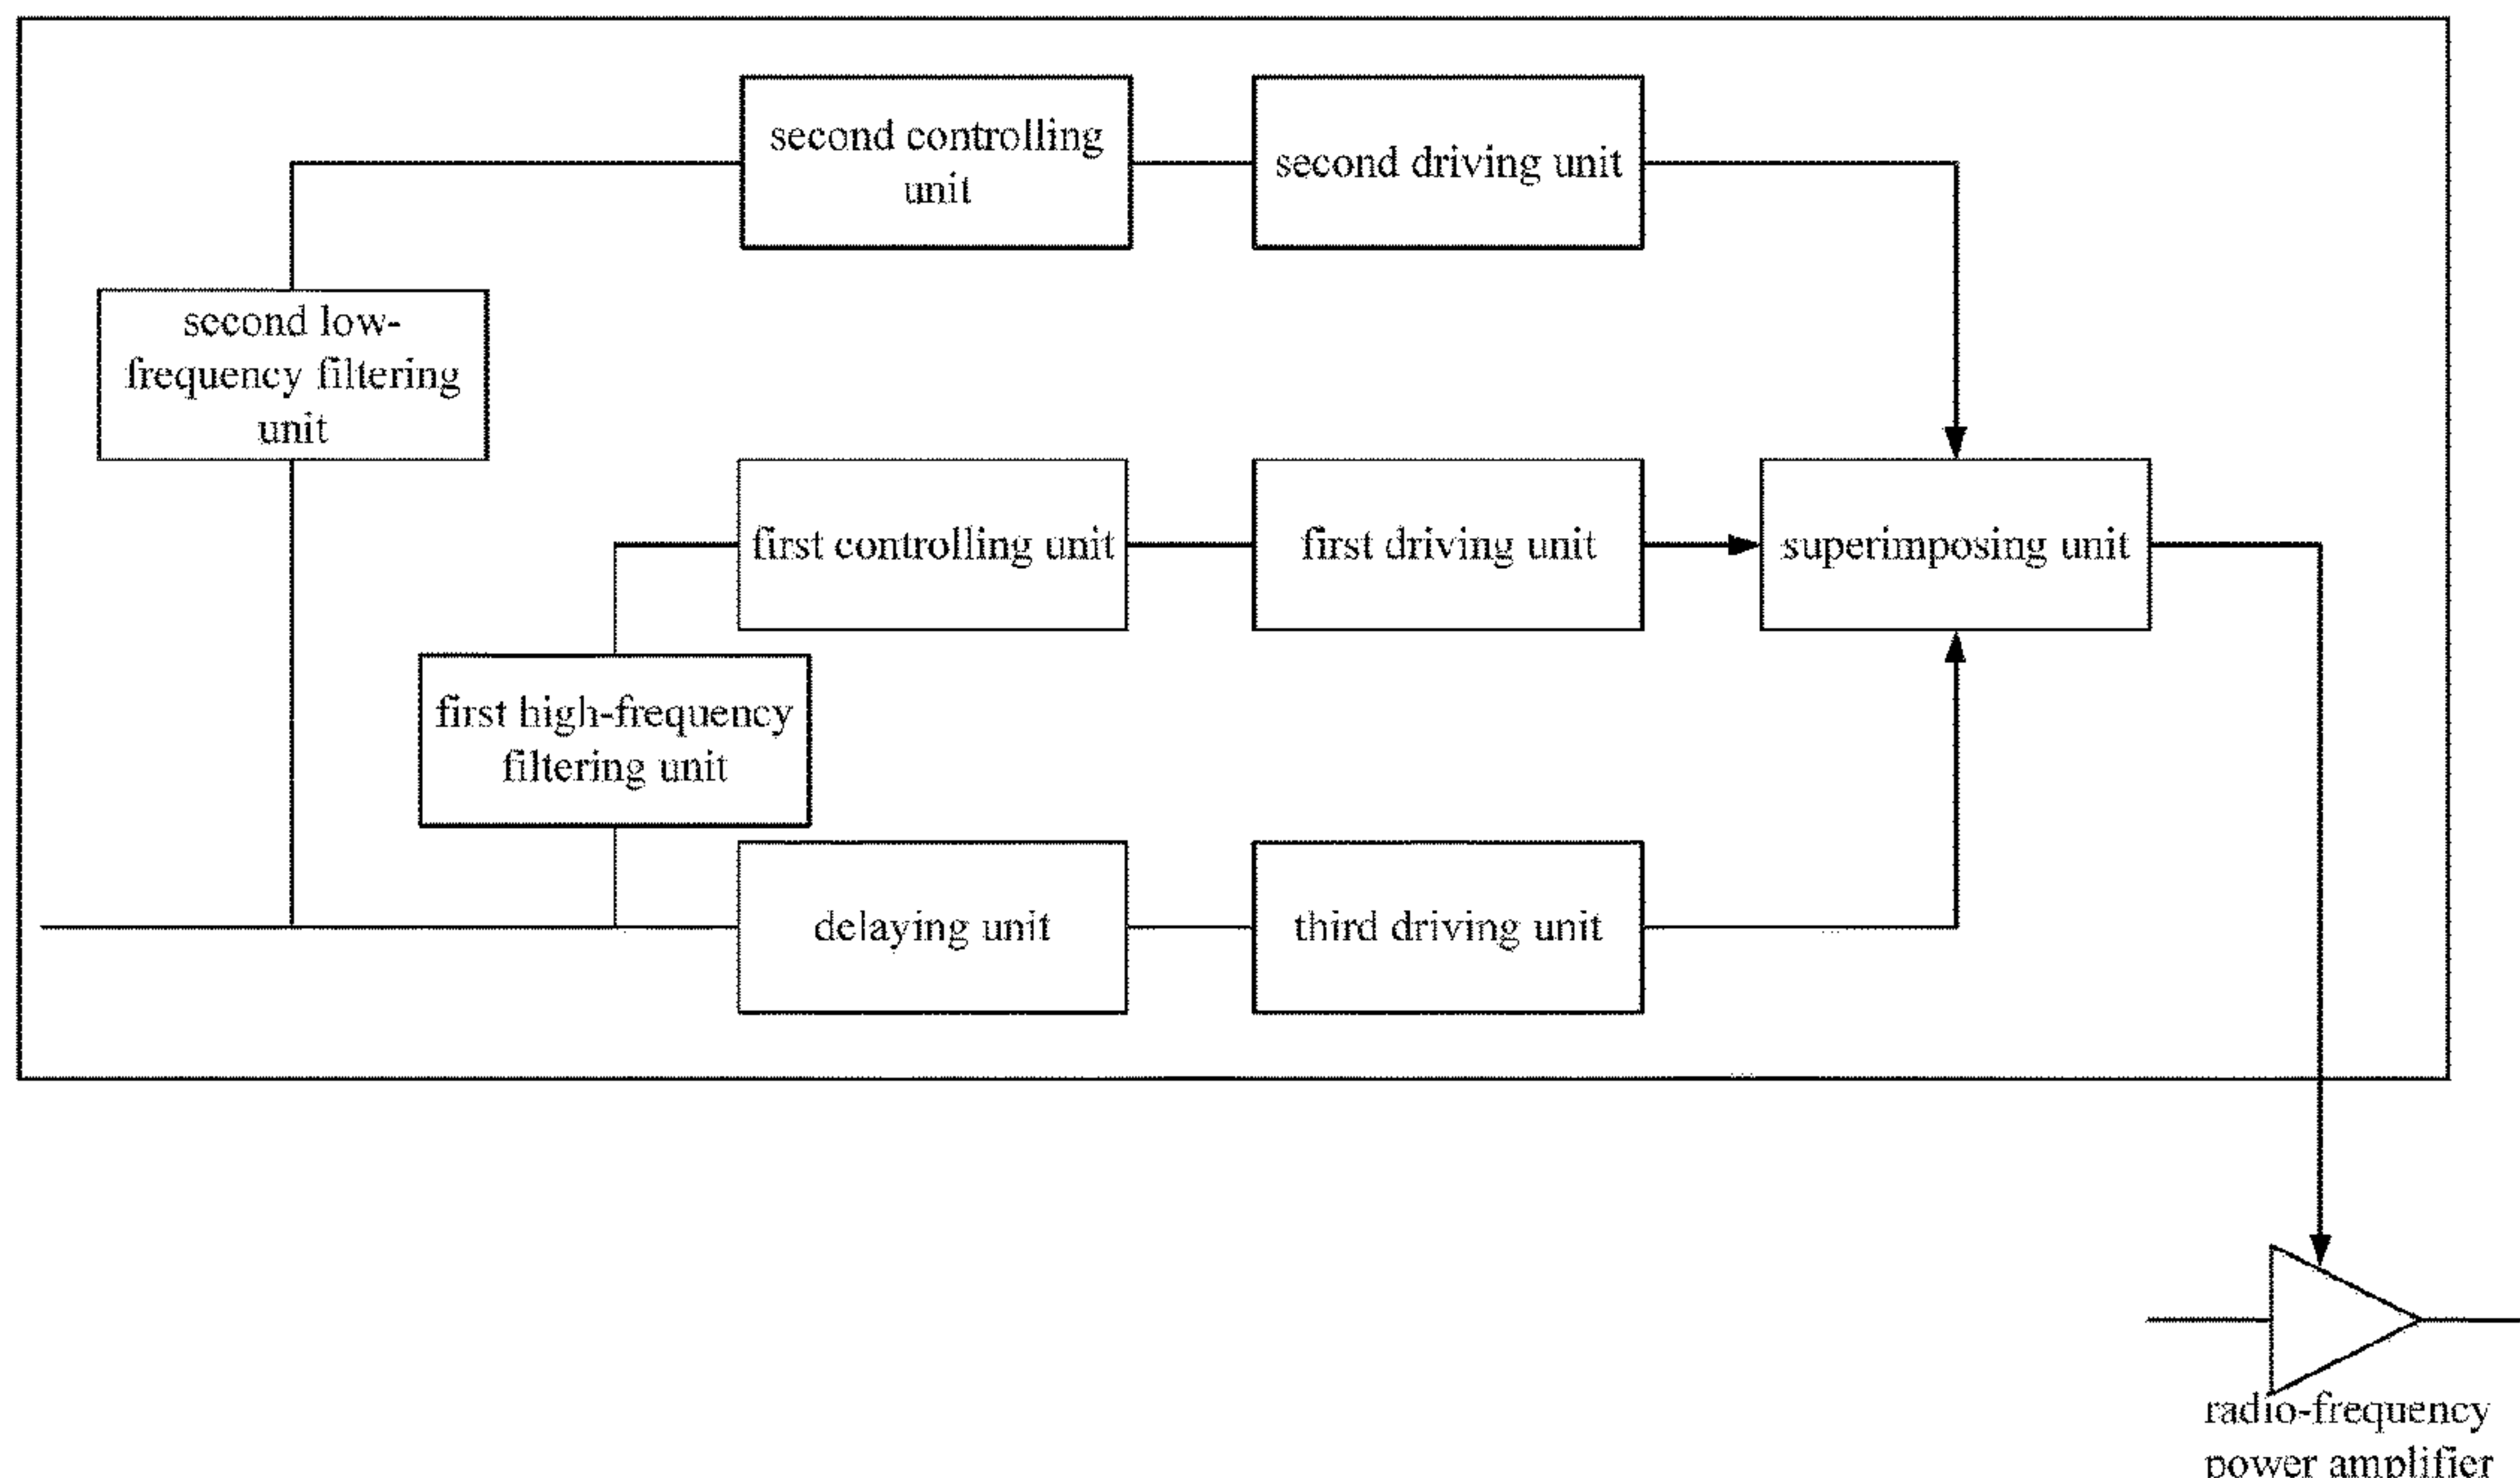 second controlling
unit
second driving unit
second low-
frequency filtering
unit
first controlling unit
first driving unit
superimposing unit
first high-frequency
filtering unit
delaying unit
third driving unit
radio-frequency
power amplifier